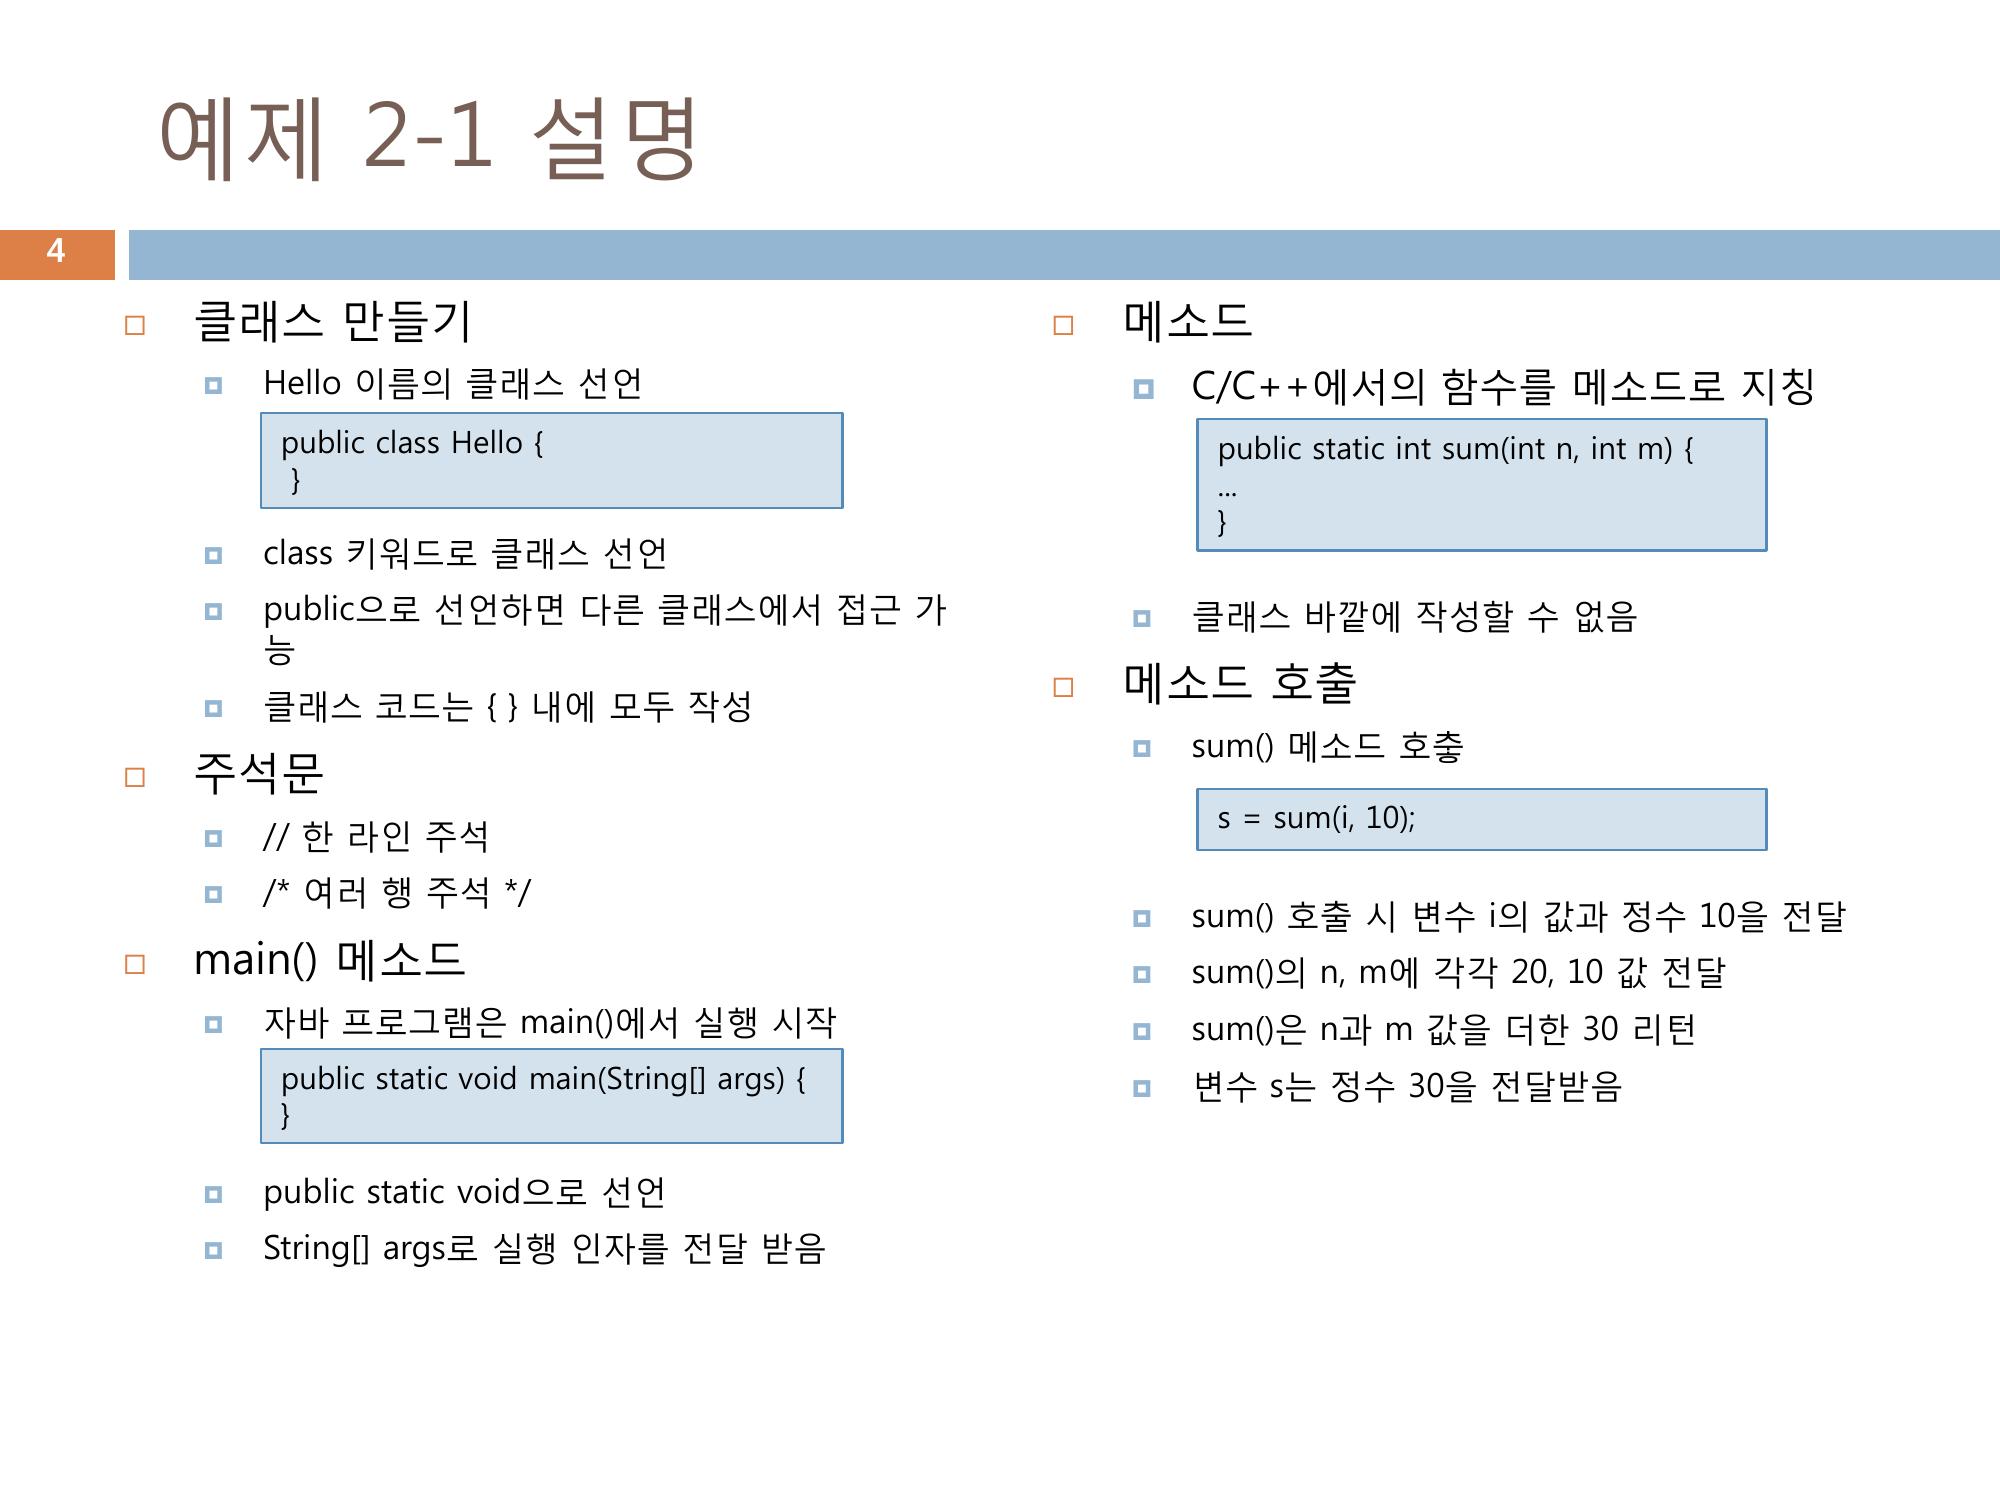 예제 2-1 설명
4
클래스 만들기
Hello 이름의 클래스 선언
public class Hello {
}
class 키워드로 클래스 선언
public으로 선언하면 다른 클래스에서 접근 가
능
클래스 코드는 { } 내에 모두 작성
주석문
// 한 라인 주석
/* 여러 행 주석 */
main() 메소드
자바 프로그램은 main()에서 실행 시작
public static void main(String[] args) {
}
public static void으로 선언
String[] args로 실행 인자를 전달 받음
메소드
C/C++에서의 함수를 메소드로 지칭
public static int sum(int n, int m) {
...
}
클래스 바깥에 작성할 수 없음
메소드 호출
sum() 메소드 호춯
s = sum(i, 10);
sum() 호출 시 변수 i의 값과 정수 10을 전달
sum()의 n, m에 각각 20, 10 값 전달
sum()은 n과 m 값을 더한 30 리턴
변수 s는 정수 30을 전달받음